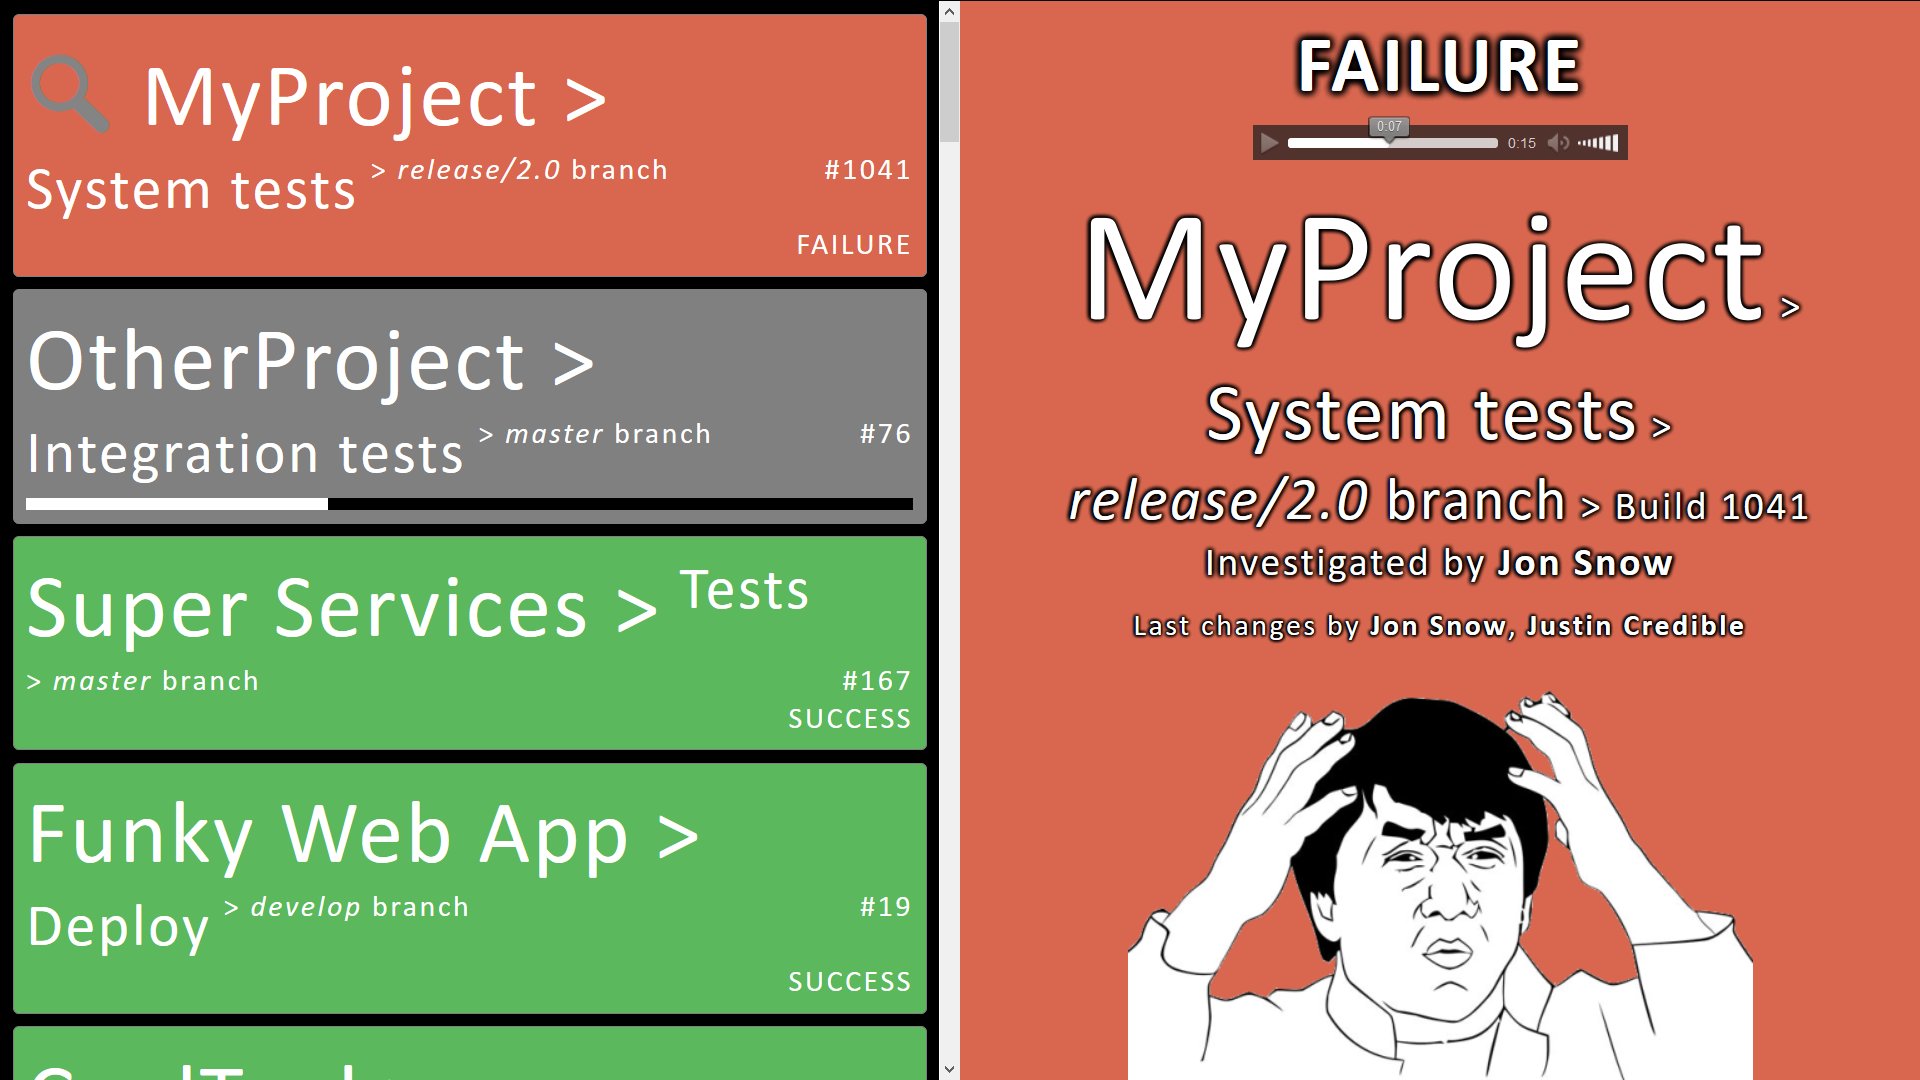 MyProject >
System tests > release/2.0 branch #1041
FAILURE
OtherProject >
Integration tests > master branch #76
Super Services > Tests
> master branch #167
SUCCESS
Funky Web App >
Deploy > develop branch #19
SUCCESS
FAILURE
0:07
0:15
MyProject >
System tests >
release/2.0 branch > Build 1041
Investigated by Jon Snow
Last changes by Jon Snow, Justin Credible